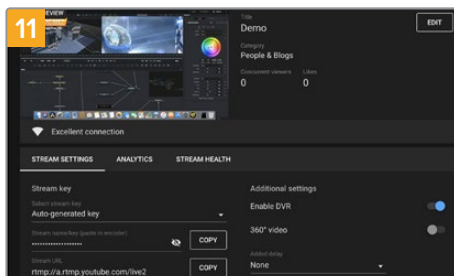 11
PREVIEW
Title
Demo
EDIT
Category
People & Blogs
Concurrent viewers Likes
0 0
Excellent connection
STREAM SETTINGS ANALYTICS STREAM HEALTH
Stream key
Additional settings
Select stream key
Auto-generated key
Enable DVR
Stream name/key (paste in encoder)
COPY
360° video
Stream URL
rtmp://a.rtmp.youtube.com/live2
COPY
Added delay
None